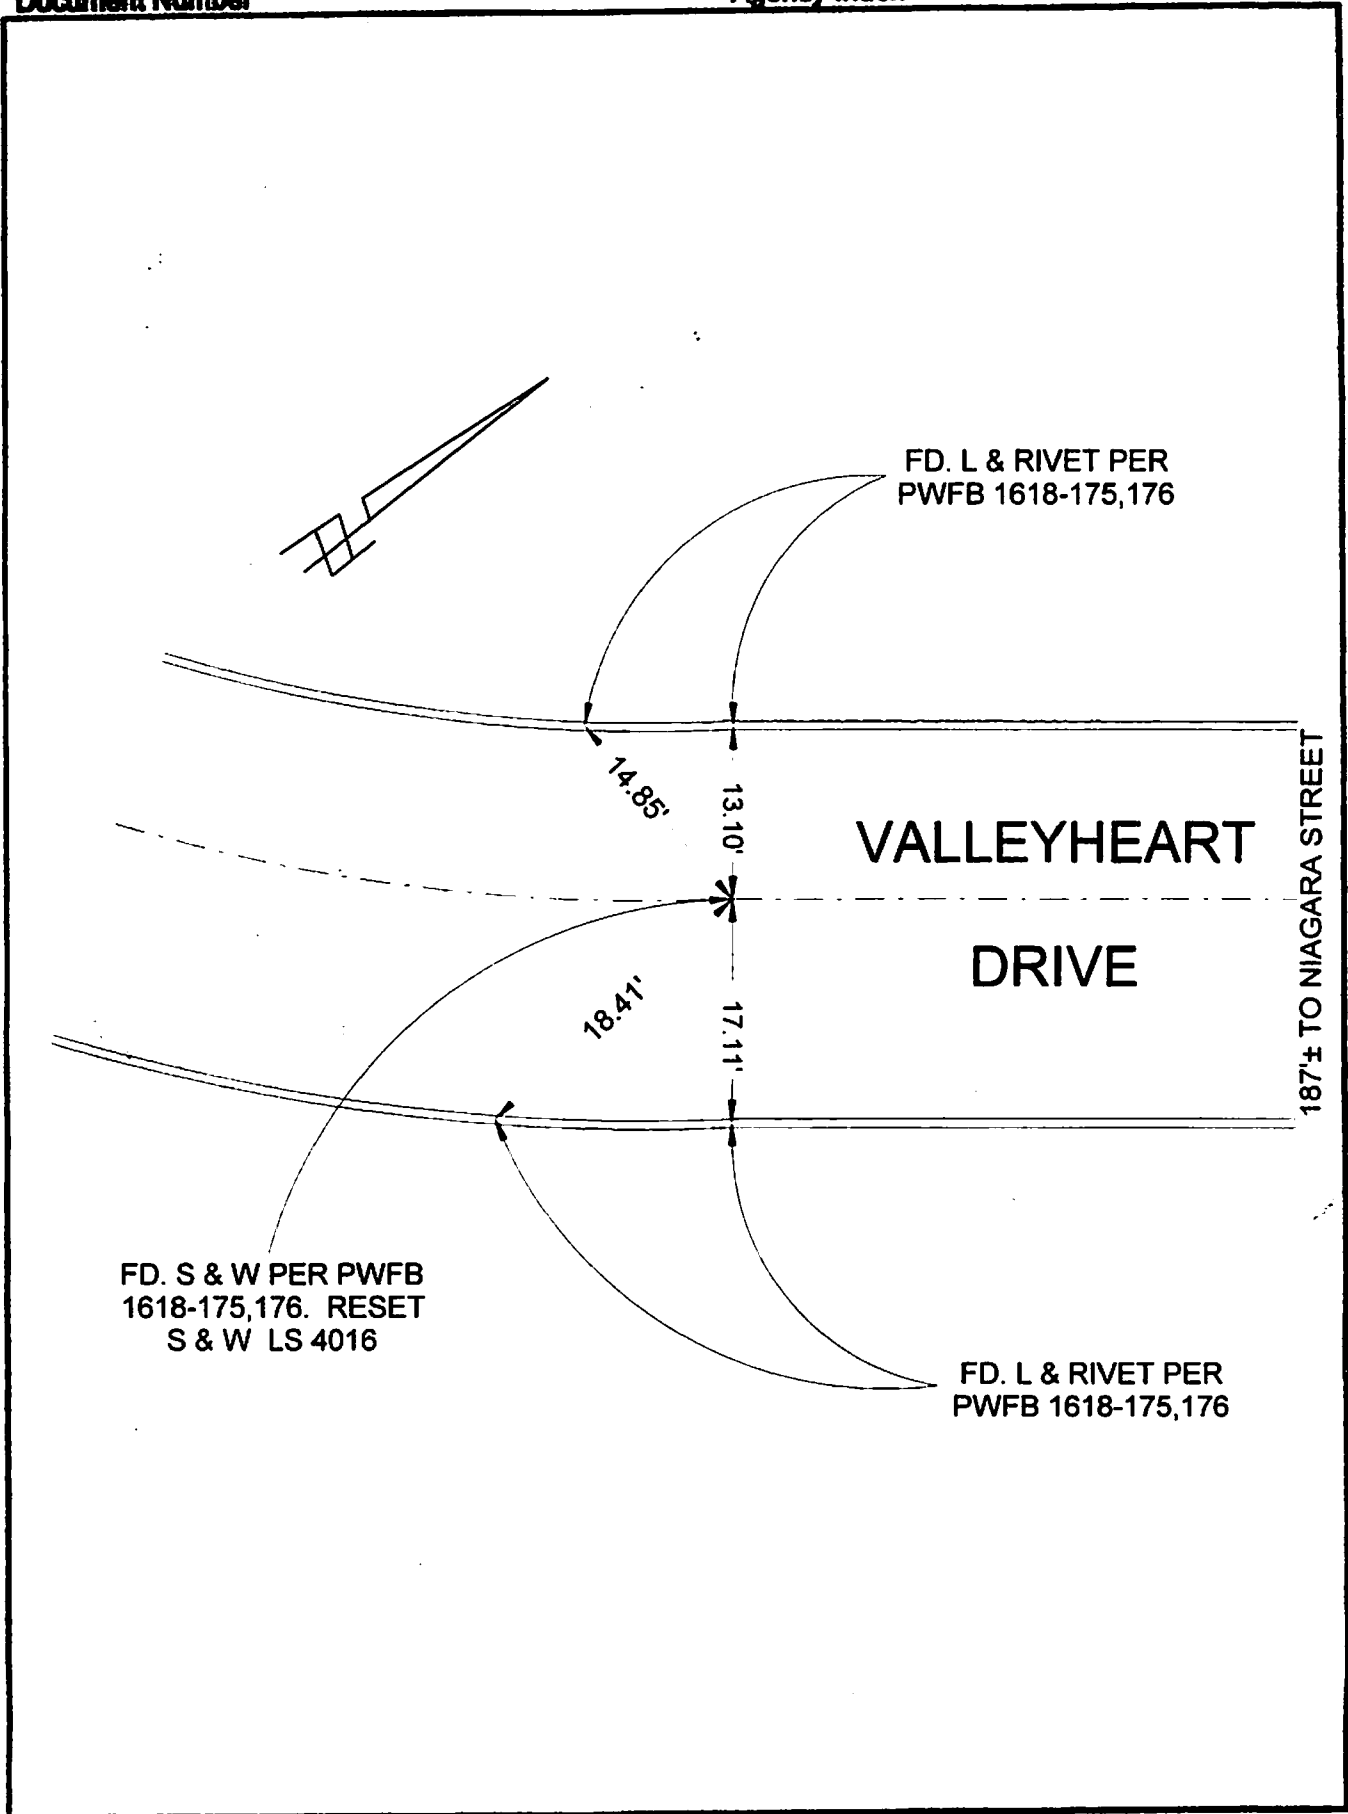 Document Number
Agency Index
FD. L & RIVET PER
PWFB 1618-175,176
14.85'
13.10'
VALLEYHEART
DRIVE
187'± TO NIAGARA STREET
18.41'
17.11'
FD. S & W PER PWFB
1618-175,176. RESET
S & W LS 4016
FD. L & RIVET PER
PWFB 1618-175,176